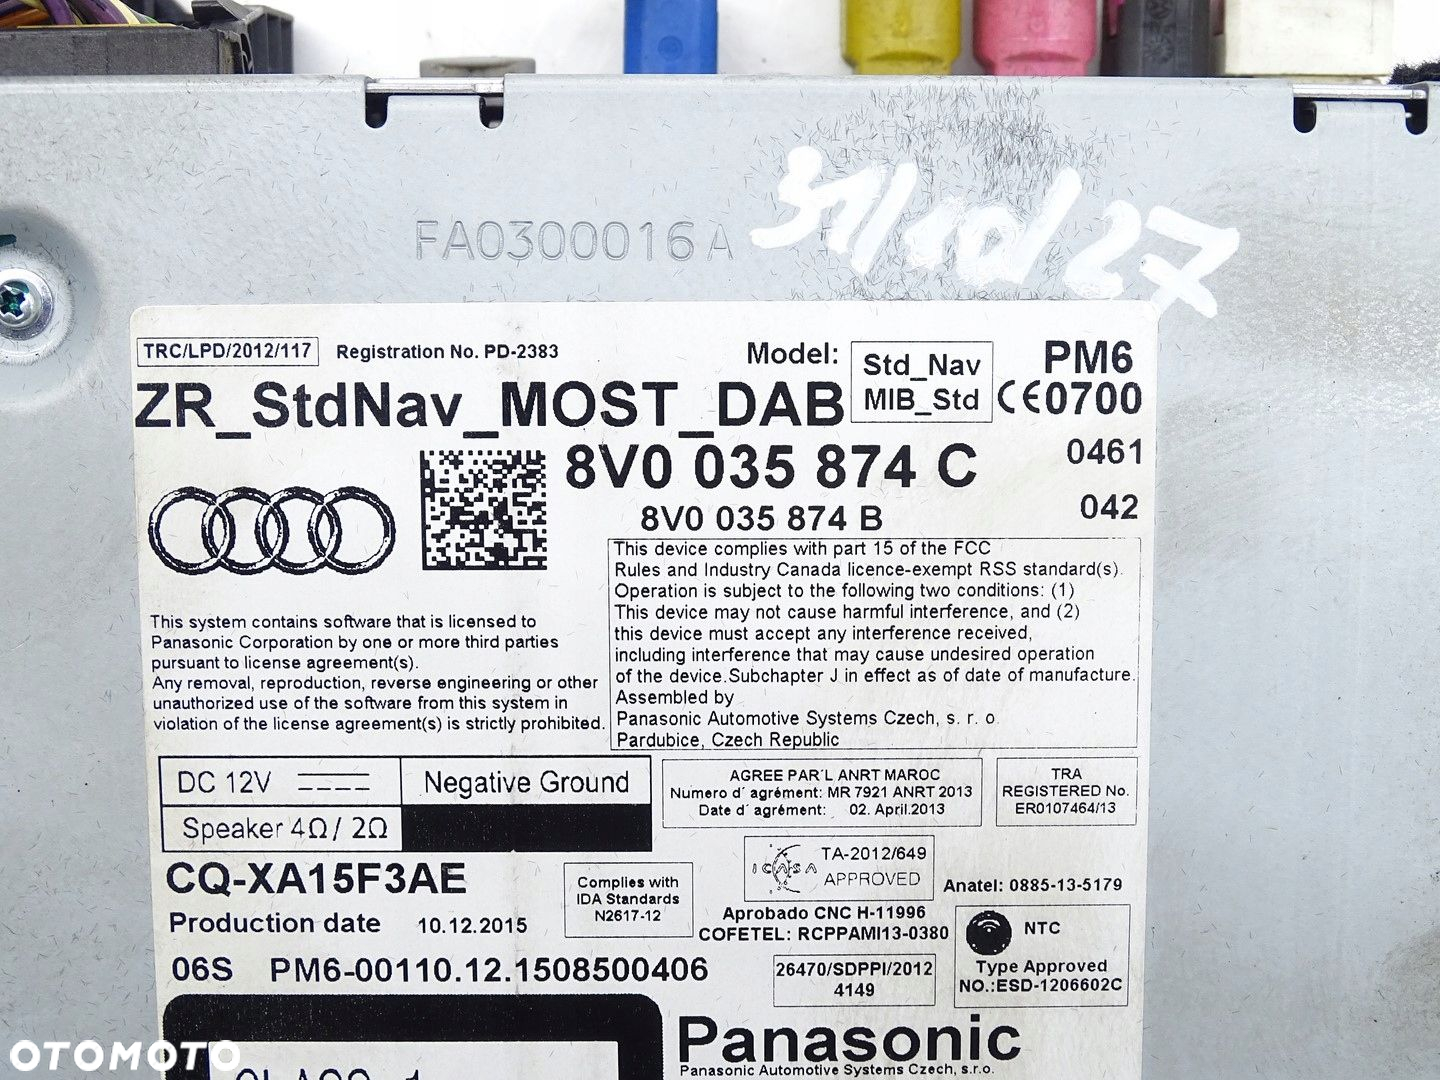 31/10/27
FA0300016A
TRC/LPD/2012/117 Registration No. PD-2383
Model: Std_Nav MIB_Std
PM6
ZR_StdNav_MOST_DAB
CE0700
8V0 035 874 C
0461
8V0 035 874 B
042
This device complies with part 15 of the FCC
Rules and Industry Canada licence-exempt RSS standard(s).
Operation is subject to the following two conditions: (1)
This device may not cause harmful interference, and (2)
this device must accept any interference received,
including interference that may cause undesired operation
of the device.Subchapter J in effect as of date of manufacture.
Assembled by
Panasonic Automotive Systems Czech, s. r. o.
Pardubice, Czech Republic
This system contains software that is licensed to
Panasonic Corporation by one or more third parties
pursuant to license agreement(s).
Any removal, reproduction, reverse engineering or other
unauthorized use of the software from this system in
violation of the license agreement(s) is strictly prohibited.
DC 12V Negative Ground
Speaker 4Ω/ 2Ω
AGREE PAR´L ANRT MAROC
Numero d´ agrément: MR 7921 ANRT 2013
Date d´ agrément: 02. April.2013
TRA
REGISTERED No.
ER0107464/13
CQ-XA15F3AE
Complies with
IDA Standards
N2617-12
ICASA
TA-2012/649
APPROVED
Anatel: 0885-13-5179
Production date 10.12.2015
Aprobado CNC H-11996
COFETEL: RCPPAMI13-0380
NTC
Type Approved
NO.:ESD-1206602C
06S PM6-00110.12.1508500406
26470/SDPPI/2012
4149
Panasonic
Panasonic Automotive Systems Czech, s.r.o.
CLASS 1
OTOMOTO